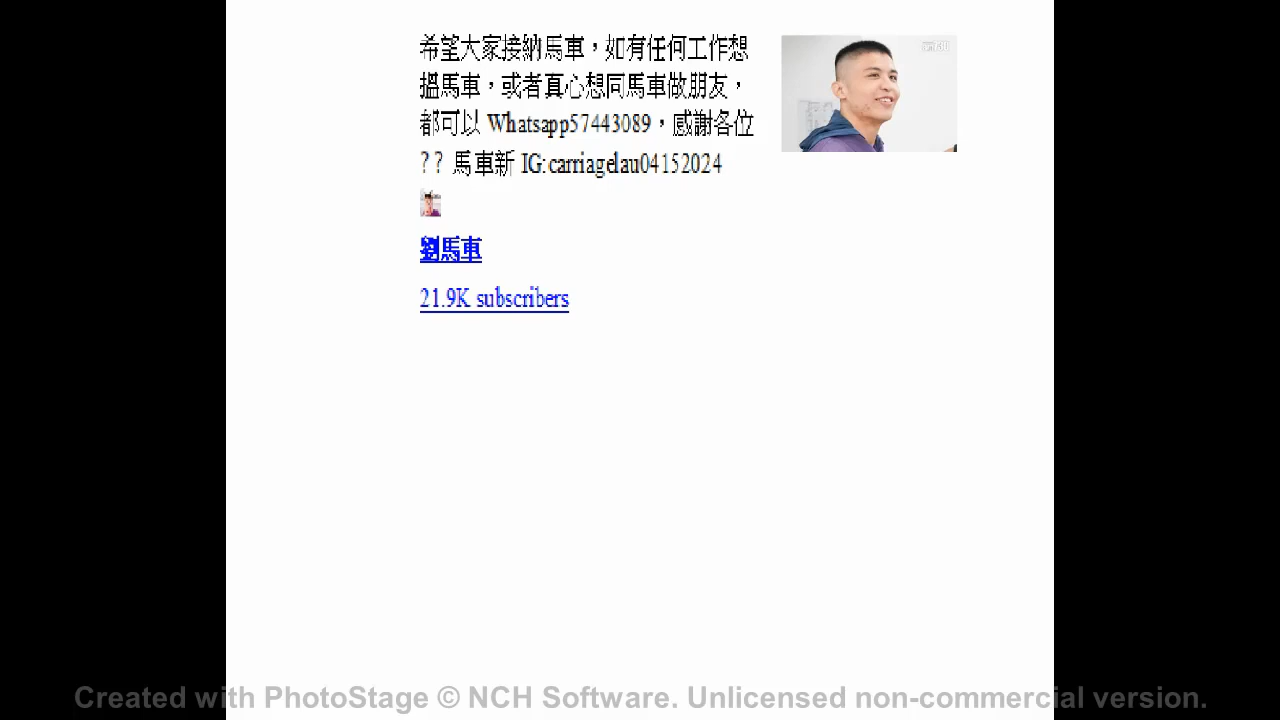 希望大家接納馬車，如有任何工作想
搵馬車，或者真心想同馬車做朋友，
都可以 Whatsapp57443089，感謝各位
?? 馬車新 IG:carriagelau04152024
劉馬車
21.9K subscribers
Created with PhotoStage © NCH Software. Unlicensed non-commercial version.